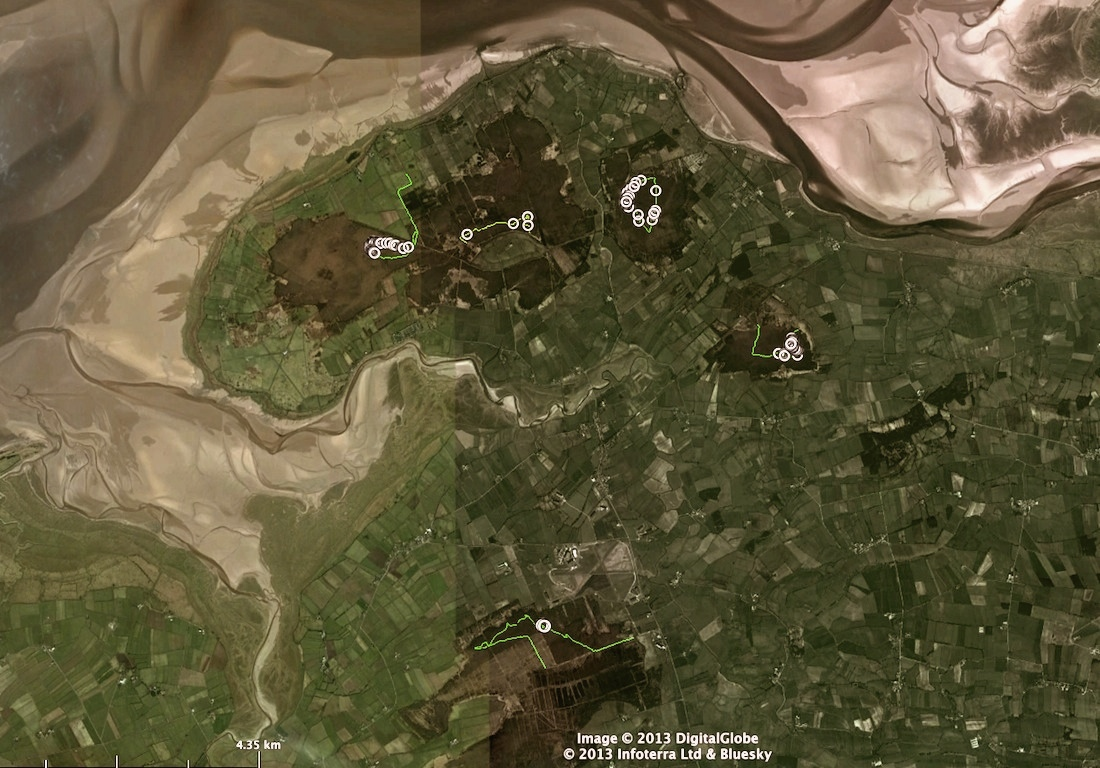 4.35 km
Image © 2013 DigitalGlobe
© 2013 Infoterra Ltd & Bluesky